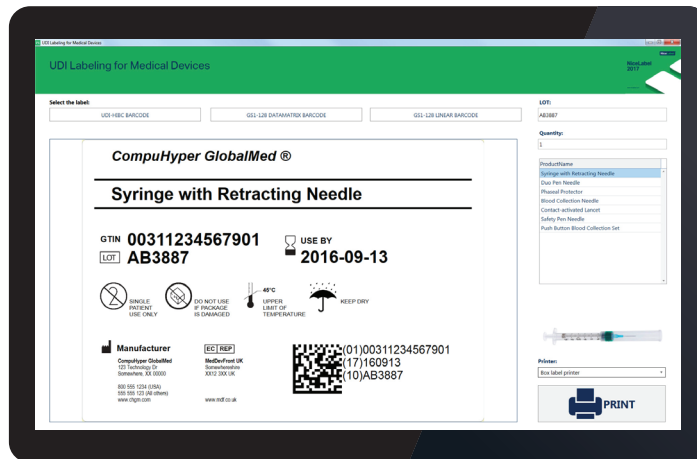 UDI Labeling for Medical Devices
UDI Labeling for Medical Devices
NiceLabel
2017
Select the label:
UDI-HIBC BARCODE
GS1-128 DATAMATRIX BARCODE
GS1-128 LINEAR BARCODE
LOT:
AB3887
Quantity:
1
ProductName
Syringe with Retracting Needle
Duo Pen Needle
Phaseal Protector
Blood Collection Needle
Contact-activated Lancet
Safety Pen Needle
Push Button Blood Collection Set
CompuHyper GlobalMed ®
Syringe with Retracting Needle
GTIN 00311234567901
LOT AB3887
USE BY
2016-09-13
2
SINGLE
PATIENT
USE ONLY
DO NOT USE
IF PACKAGE
IS DAMAGED
45°C
UPPER
LIMIT OF
TEMPERATURE
KEEP DRY
Manufacturer
CompuHyper GlobalMed
123 Technology Dr
Somewhere, XX 00000
800 555 1234 (USA)
555 555 123 (All others)
www.chgm.com
EC REP
MedDevFront UK
Somewhereshire
XX12 3XX UK
www.mdf.co.uk
(01)00311234567901
(17)160913
(10)AB3887
Printer:
Box label printer
PRINT